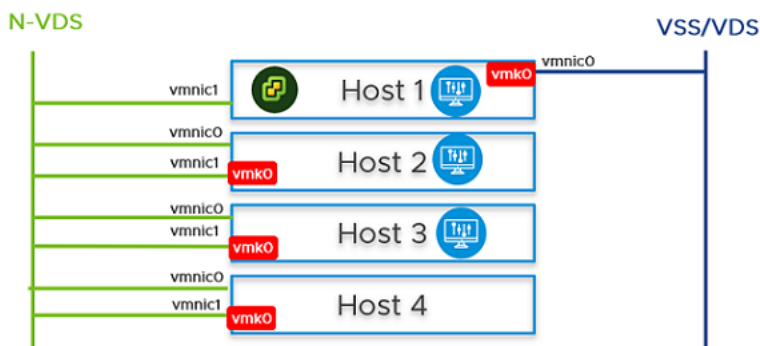 N-VDS
VSS/VDS
vmnic0
vmk0
vmnic1
Host 1
vmnic0
vmnic1
vmk0
Host 2
vmnic0
vmnic1
vmk0
Host 3
vmnic0
vmnic1
vmk0
Host 4